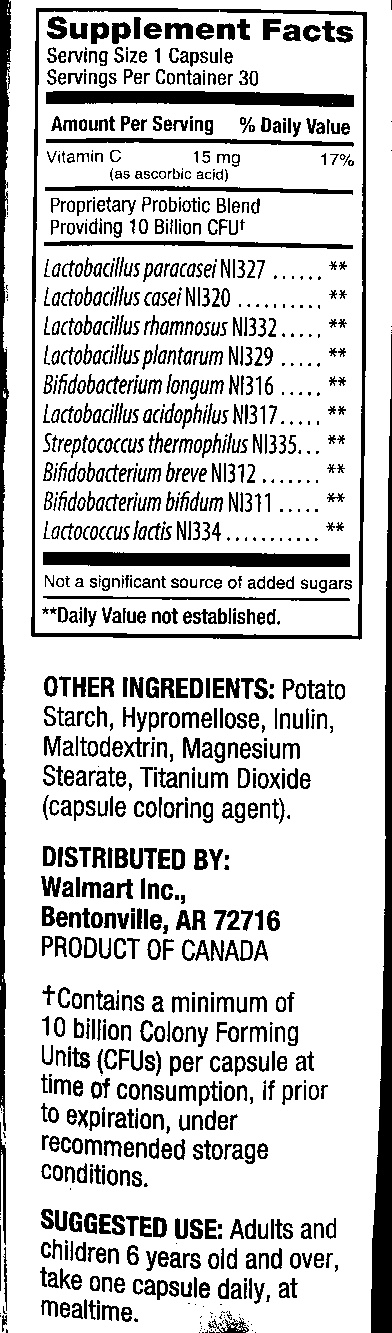 Supplement Facts
Serving Size 1 Capsule
Servings Per Container 30
Amount Per Serving % Daily Value
Vitamin C 15 mg 17%
(as ascorbic acid)
Proprietary Probiotic Blend
Providing 10 Billion CFU†
Lactobacillus paracasei NI327 ...... **
Lactobacillus casei NI320 .......... **
Lactobacillus rhamnosus NI332..... **
Lactobacillus plantarum NI329 ..... **
Bifidobacterium longum NI316 ..... **
Lactobacillus acidophilus NI317..... **
Streptococcus thermophilus NI335... **
Bifidobacterium breve NI312 ....... **
Bifidobacterium bifidum NI311 ..... **
Lactococcus lactis NI334 ........... **
Not a significant source of added sugars
**Daily Value not established.
OTHER INGREDIENTS: Potato
Starch, Hypromellose, Inulin,
Maltodextrin, Magnesium
Stearate, Titanium Dioxide
(capsule coloring agent).
DISTRIBUTED BY:
Walmart Inc.,
Bentonville, AR 72716
PRODUCT OF CANADA
†Contains a minimum of
10 billion Colony Forming
Units (CFUs) per capsule at
time of consumption, if prior
to expiration, under
recommended storage
conditions.
SUGGESTED USE: Adults and
children 6 years old and over,
take one capsule daily, at
mealtime.